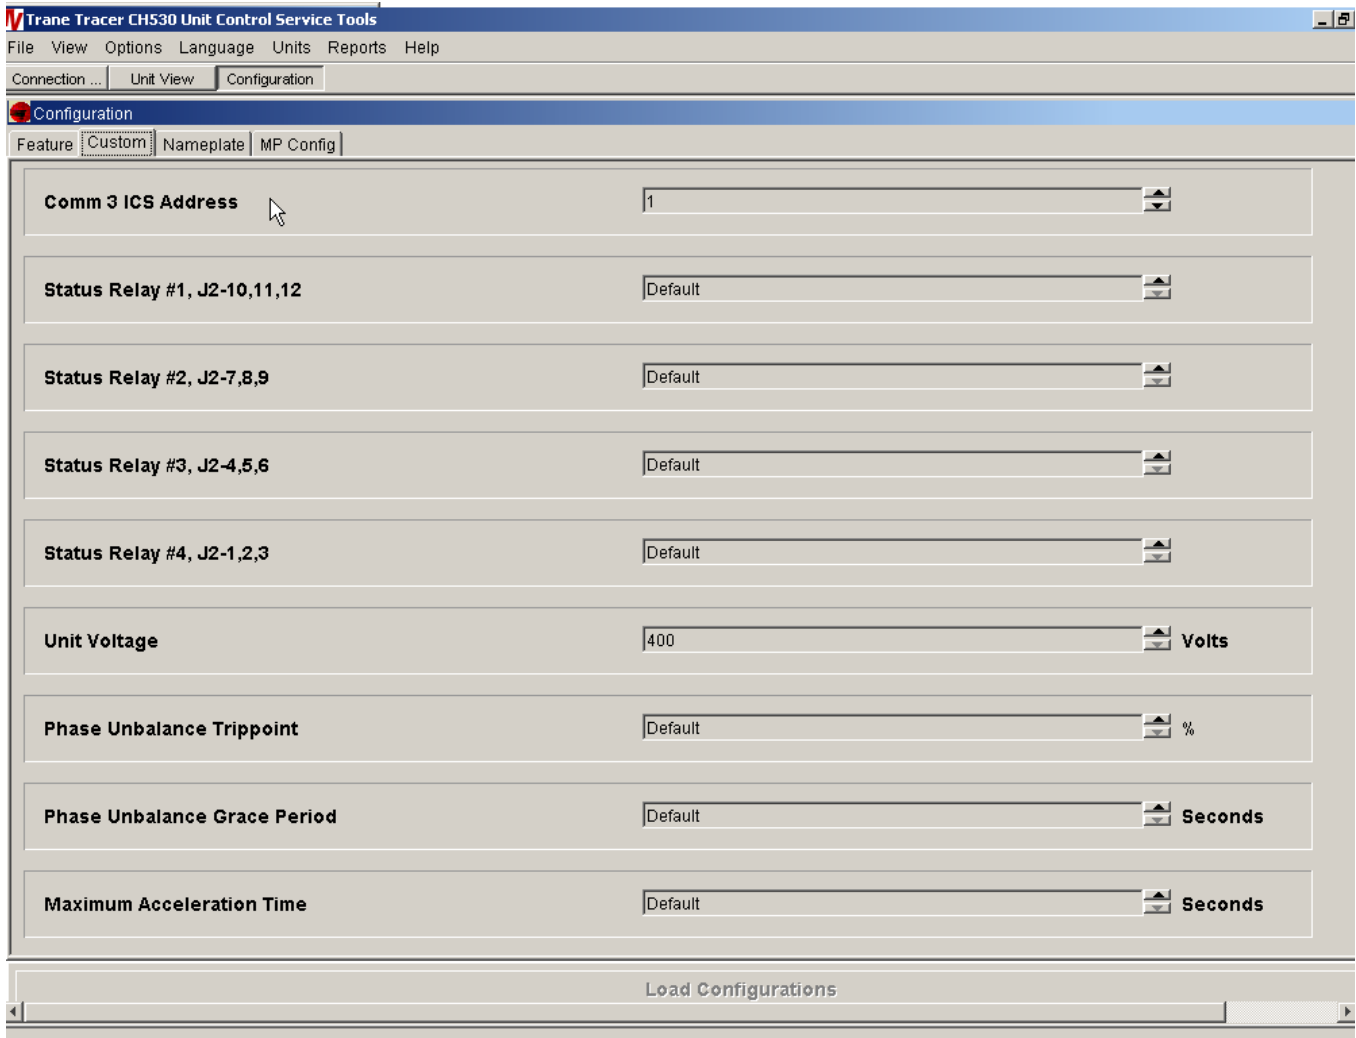 Trane Tracer CH530 Unit Control Service Tools
File View Options Language Units Reports Help
Connection ... Unit View Configuration
Configuration
Feature Custom Nameplate MP Config
Comm 3 ICS Address 1
Status Relay #1, J2-10,11,12 Default
Status Relay #2, J2-7,8,9 Default
Status Relay #3, J2-4,5,6 Default
Status Relay #4, J2-1,2,3 Default
Unit Voltage 400 Volts
Phase Unbalance Trippoint Default %
Phase Unbalance Grace Period Default Seconds
Maximum Acceleration Time Default Seconds
Load Configurations